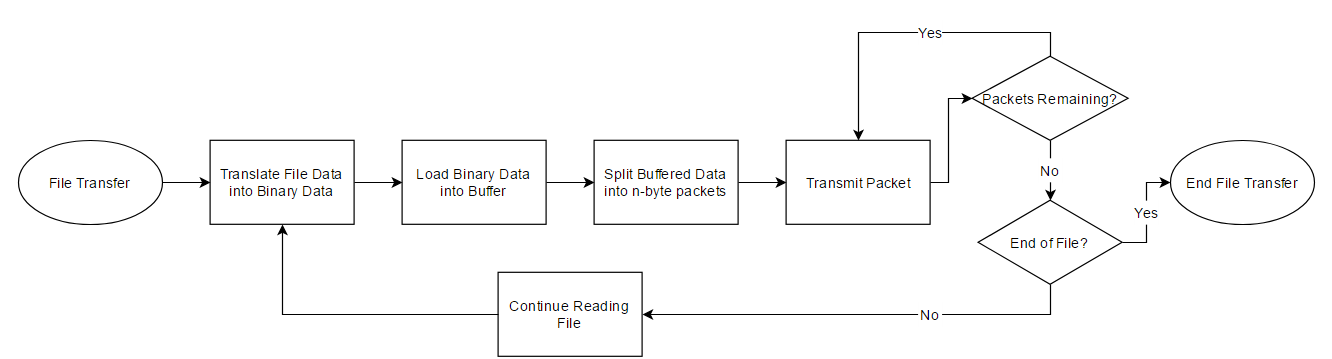 File Transfer
Translate File Data
into Binary Data
Load Binary Data
into Buffer
Split Buffered Data
into n-byte packets
Transmit Packet
Yes
Packets Remaining?
No
End of File?
Yes
End File Transfer
No
Continue Reading
File